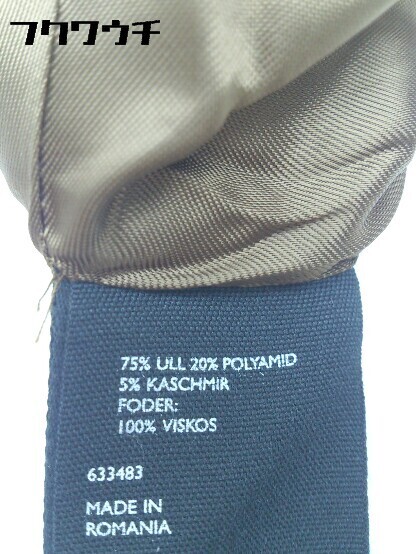 フクワウチ
75% ULL 20% POLYAMID
5% KASCHMIR
FODER:
100% VISKOS
633483
MADE IN
ROMANIA